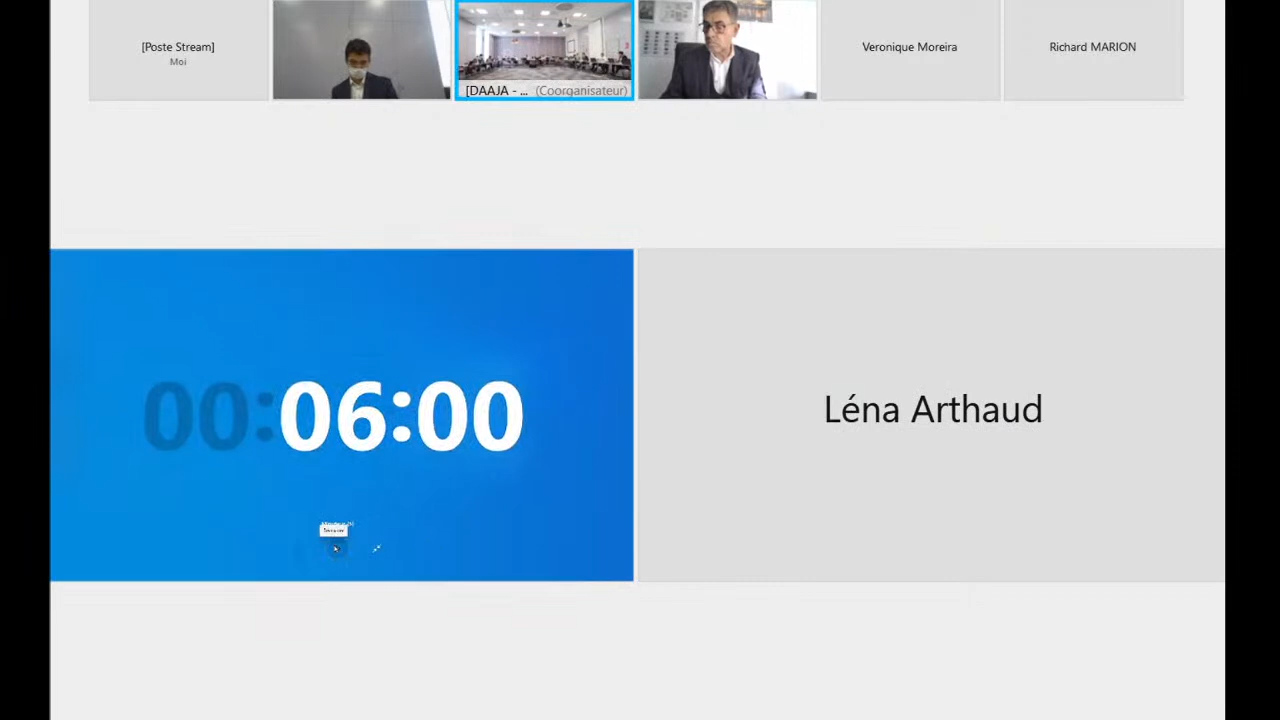 [Poste Stream]
Moi
[DAAJA - ... (Coorganisateur)
Veronique Moreira
Richard MARION
00:06:00
Léna Arthaud